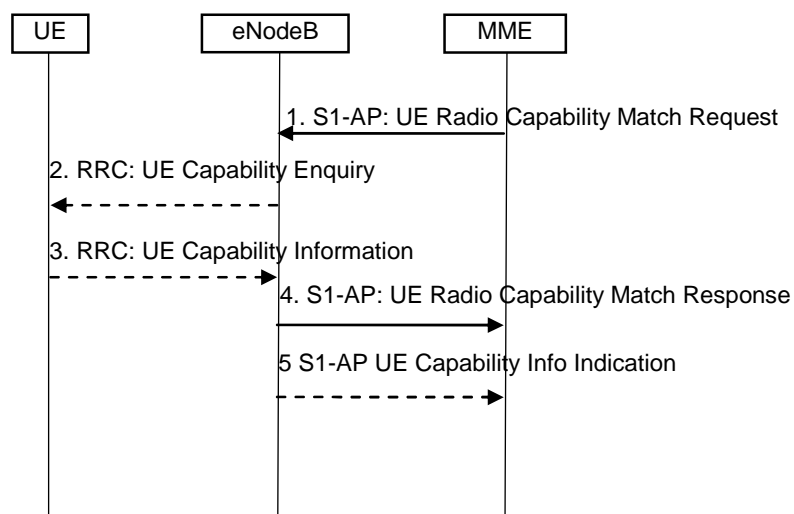 UE
eNodeB
MME
1. S1-AP: UE Radio Capability Match Request
2. RRC: UE Capability Enquiry
3. RRC: UE Capability Information
4. S1-AP: UE Radio Capability Match Response
5 S1-AP UE Capability Info Indication